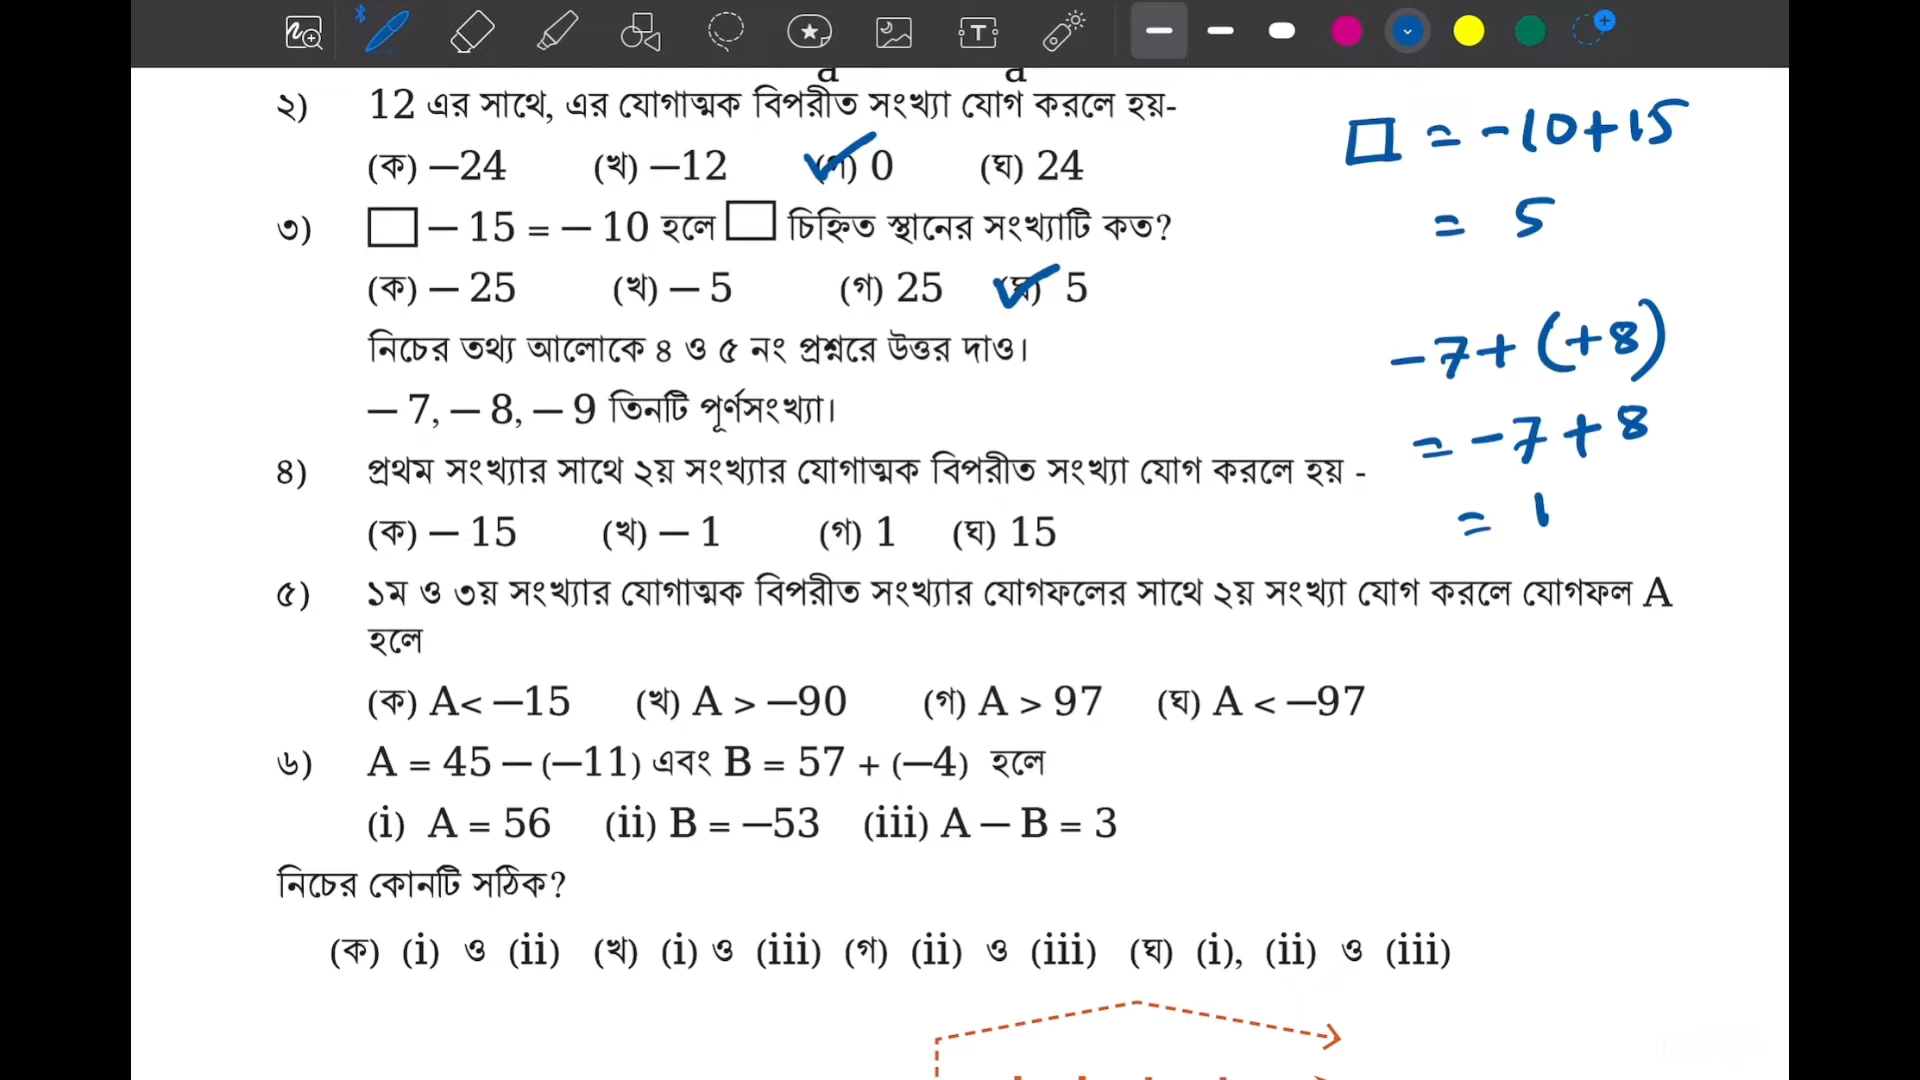 a a
২) 12 এর সাথে, এর যোগাত্মক বিপরীত সংখ্যা যোগ করলে হয়-
(ক) −24 (খ) −12 (গ) 0 (ঘ) 24
৩) □ − 15 = − 10 হলে □ চিহ্নিত স্থানের সংখ্যাটি কত?
(ক) − 25 (খ) − 5 (গ) 25 (ঘ) 5
নিচের তথ্য আলোকে ৪ ও ৫ নং প্রশ্নরে উত্তর দাও।
− 7, − 8, − 9 তিনটি পূর্ণসংখ্যা।
৪) প্রথম সংখ্যার সাথে ২য় সংখ্যার যোগাত্মক বিপরীত সংখ্যা যোগ করলে হয় -
(ক) − 15 (খ) − 1 (গ) 1 (ঘ) 15
৫) ১ম ও ৩য় সংখ্যার যোগাত্মক বিপরীত সংখ্যার যোগফলের সাথে ২য় সংখ্যা যোগ করলে যোগফল A
হলে
(ক) A< −15 (খ) A > −90 (গ) A > 97 (ঘ) A < −97
৬) A = 45 − (−11) এবং B = 57 + (−4) হলে
(i) A = 56 (ii) B = −53 (iii) A − B = 3
নিচের কোনটি সঠিক?
(ক) (i) ও (ii) (খ) (i) ও (iii) (গ) (ii) ও (iii) (ঘ) (i), (ii) ও (iii)
□ = -10+15
= 5
-7+(+8)
= -7+8
= 1